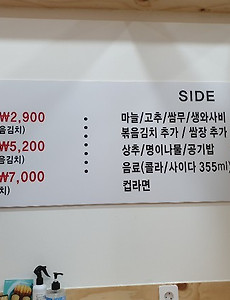 SIDE
₩2,900
음김치)
₩5,200
음김치)
₩7,000
치)
마늘/고추/쌈무/생와사비
볶음김치 추가 / 쌈장 추가
상추/명이나물/공기밥
음료(콜라/사이다 355ml)
컵라면